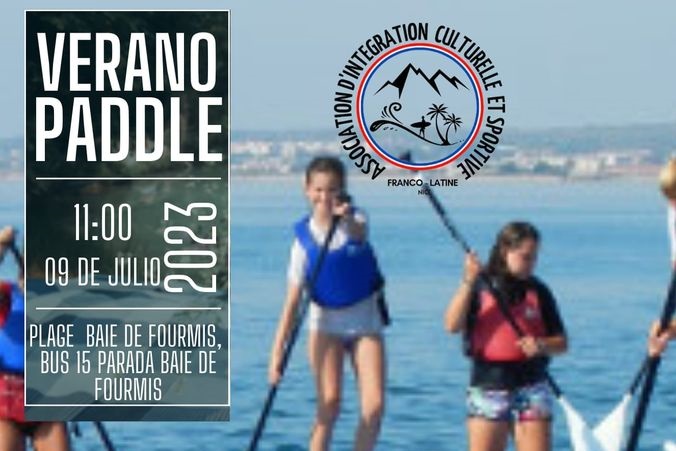 VERANO
PADDLE
11:00
09 DE JULIO
2023
PLAGE BAIE DE FOURMIS,
BUS 15 PARADA BAIE DE
FOURMIS
ASSOCIATION D'INTEGRATION CULTURELLE ET SPORTIVE
FRANCO - LATINE